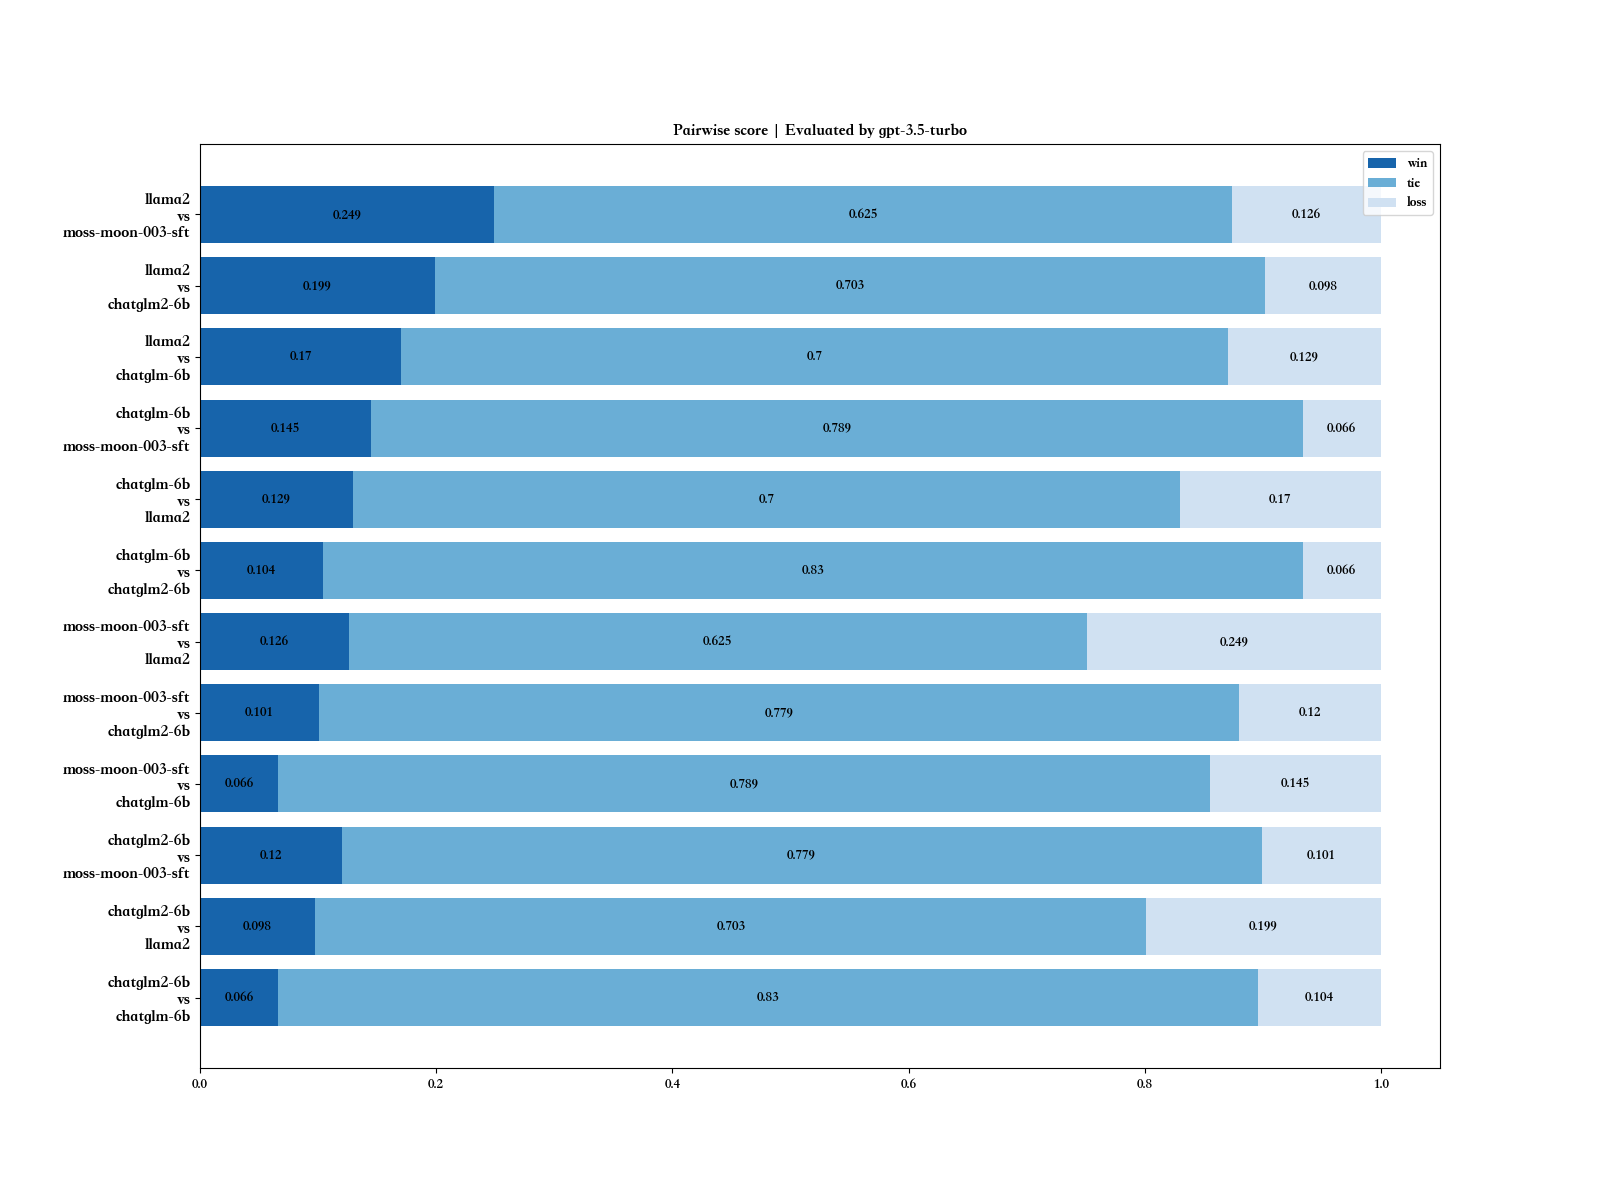 Pairwise score | Evaluated by gpt-3.5-turbo
win
tie
loss
llama2
vs
moss-moon-003-sft
0.249 0.625 0.126
llama2
vs
chatglm2-6b
0.199 0.703 0.098
llama2
vs
chatglm-6b
0.17 0.7 0.129
chatglm-6b
vs
moss-moon-003-sft
0.145 0.789 0.066
chatglm-6b
vs
llama2
0.129 0.7 0.17
chatglm-6b
vs
chatglm2-6b
0.104 0.83 0.066
moss-moon-003-sft
vs
llama2
0.126 0.625 0.249
moss-moon-003-sft
vs
chatglm2-6b
0.101 0.779 0.12
moss-moon-003-sft
vs
chatglm-6b
0.066 0.789 0.145
chatglm2-6b
vs
moss-moon-003-sft
0.12 0.779 0.101
chatglm2-6b
vs
llama2
0.098 0.703 0.199
chatglm2-6b
vs
chatglm-6b
0.066 0.83 0.104
0.0 0.2 0.4 0.6 0.8 1.0